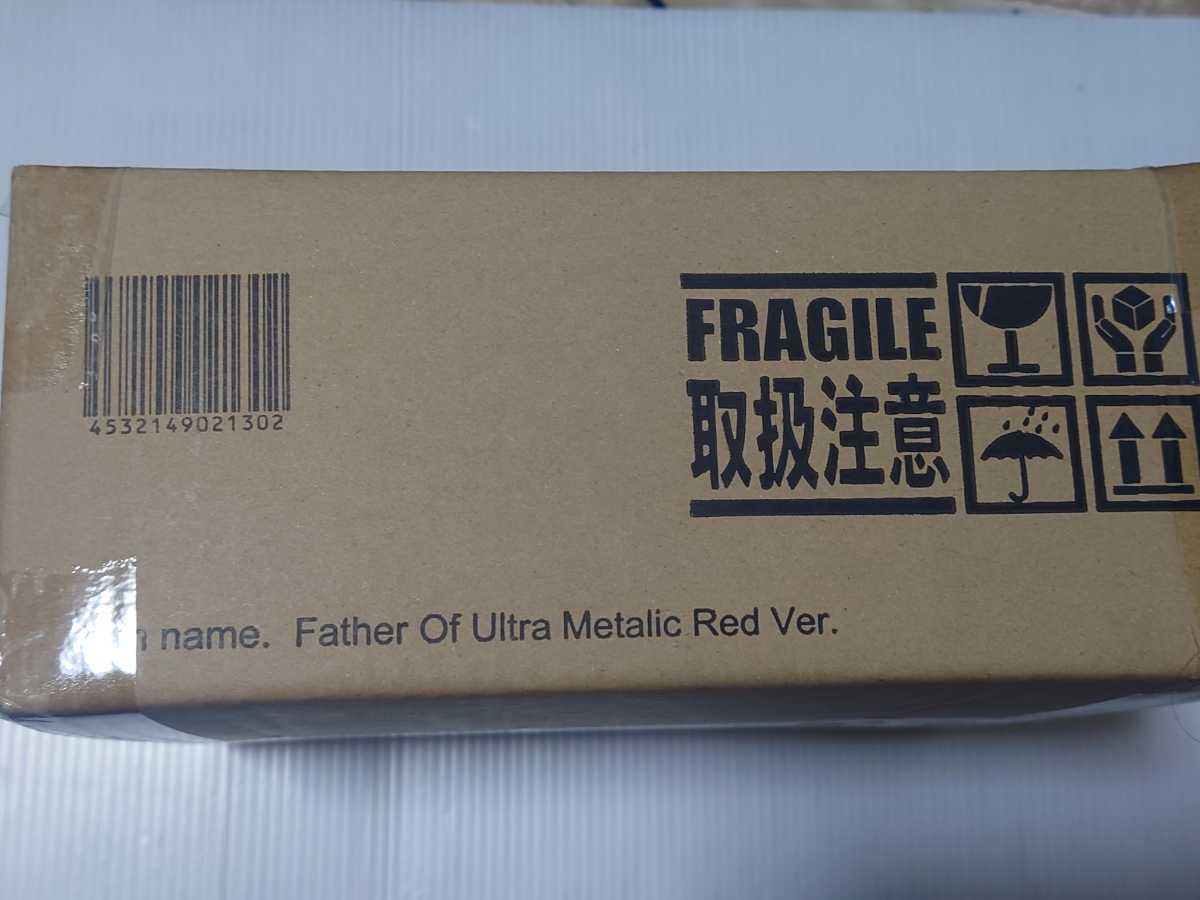 4532149021302
FRAGILE
取扱注意
name. Father Of Ultra Metalic Red Ver.